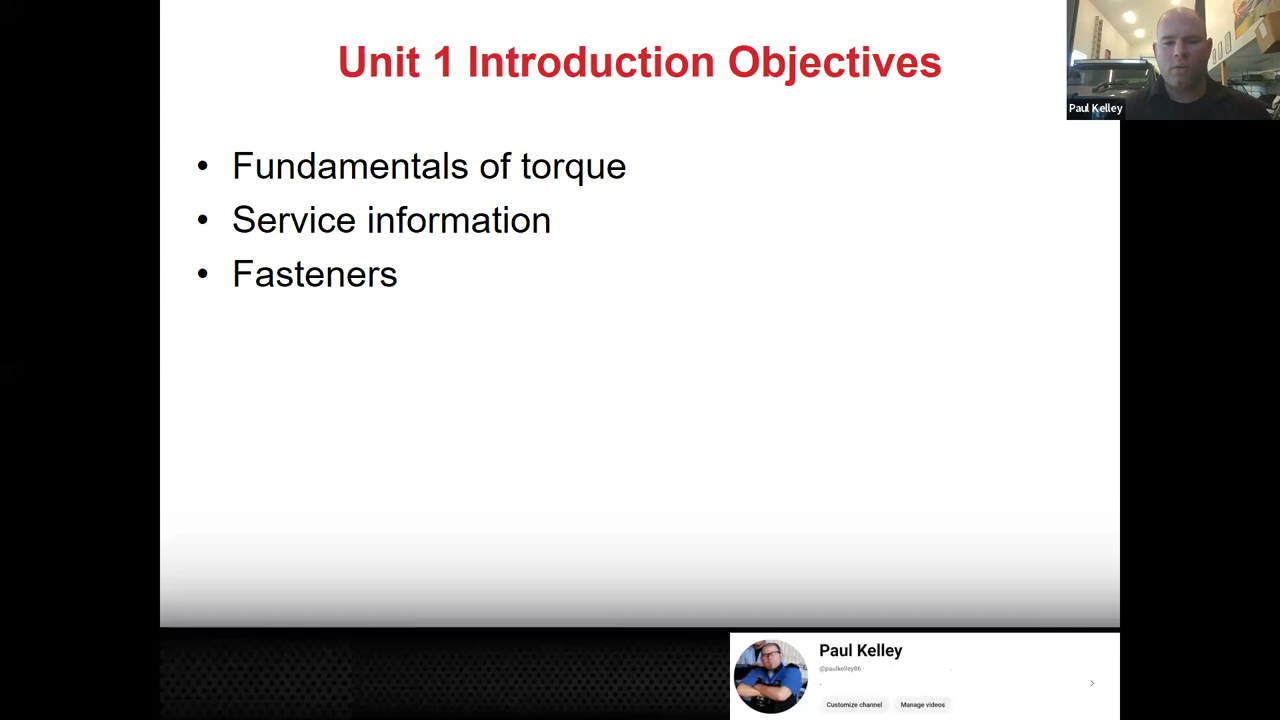 Unit 1 Introduction Objectives
Paul Kelley
• Fundamentals of torque
• Service information
• Fasteners
Paul Kelley
@paulkelley86
Customize channel Manage videos